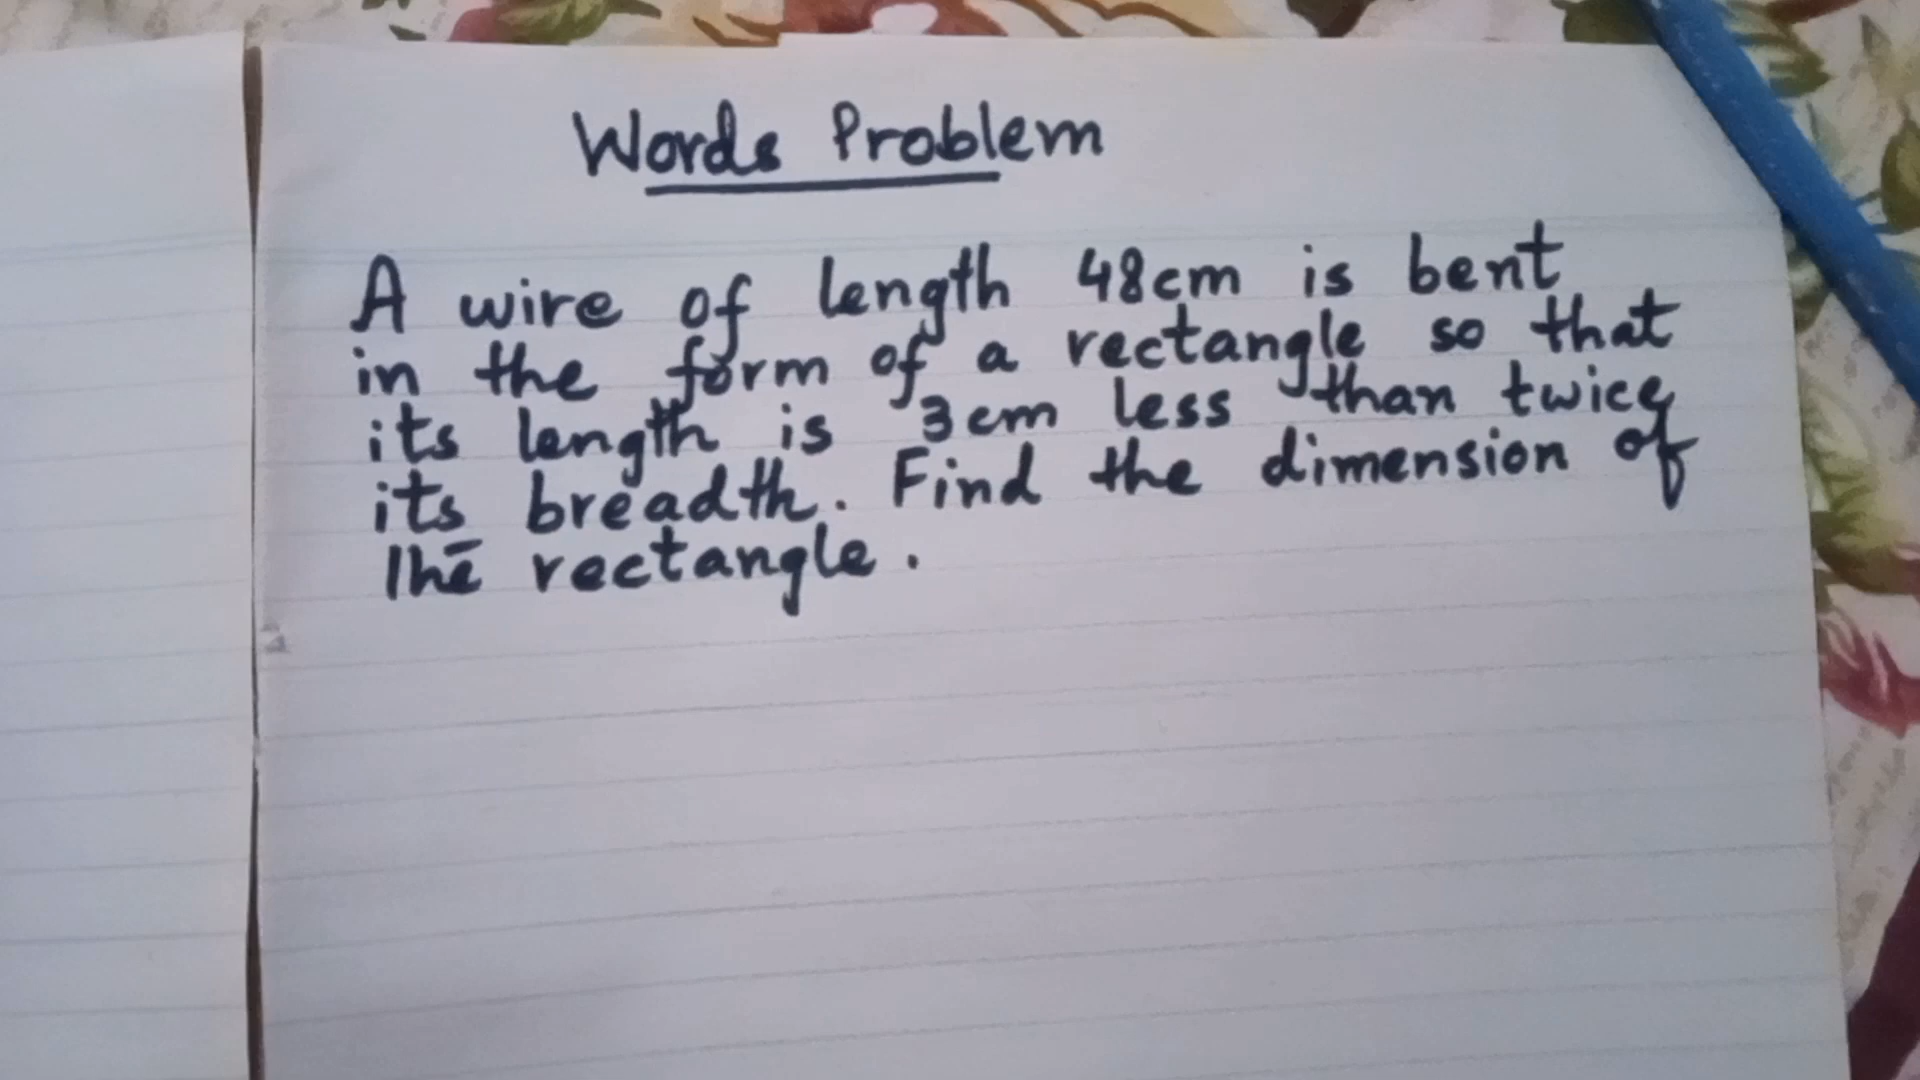 Words Problem
A wire of length 48cm is bent
in the form of a rectangle so that
its length is 3cm less than twice
its breadth. Find the dimension of
the rectangle.